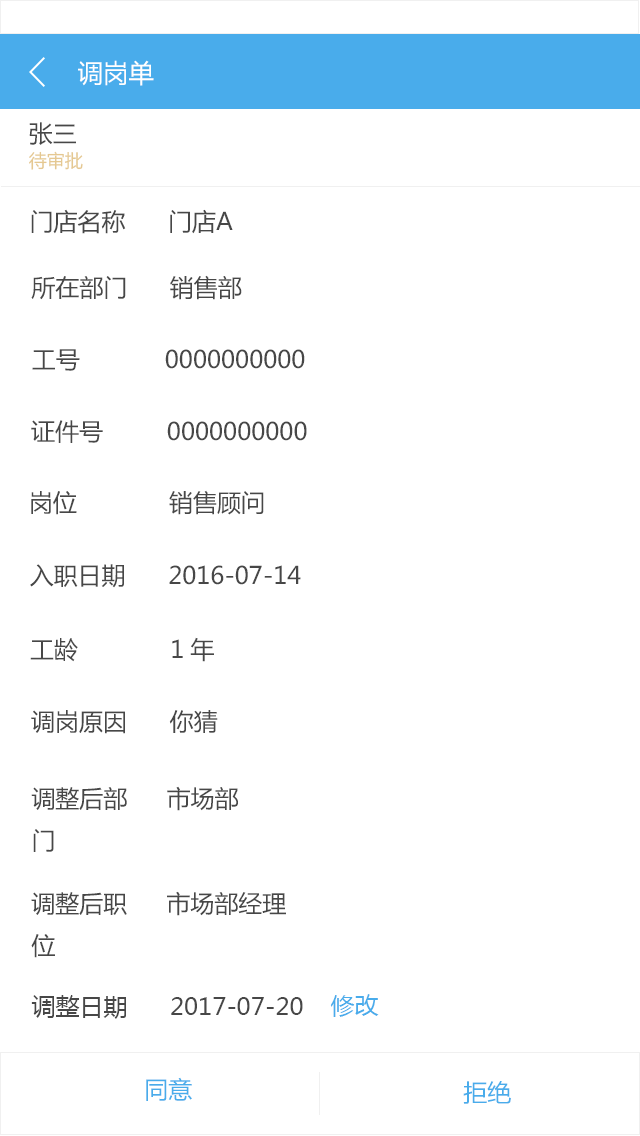 调岗单
张三
待审批
门店名称 门店A
所在部门 销售部
工号 0000000000
证件号 0000000000
岗位 销售顾问
入职日期 2016-07-14
工龄 1 年
调岗原因 你猜
调整后部 市场部
门
调整后职 市场部经理
位
调整日期 2017-07-20 修改
同意 拒绝